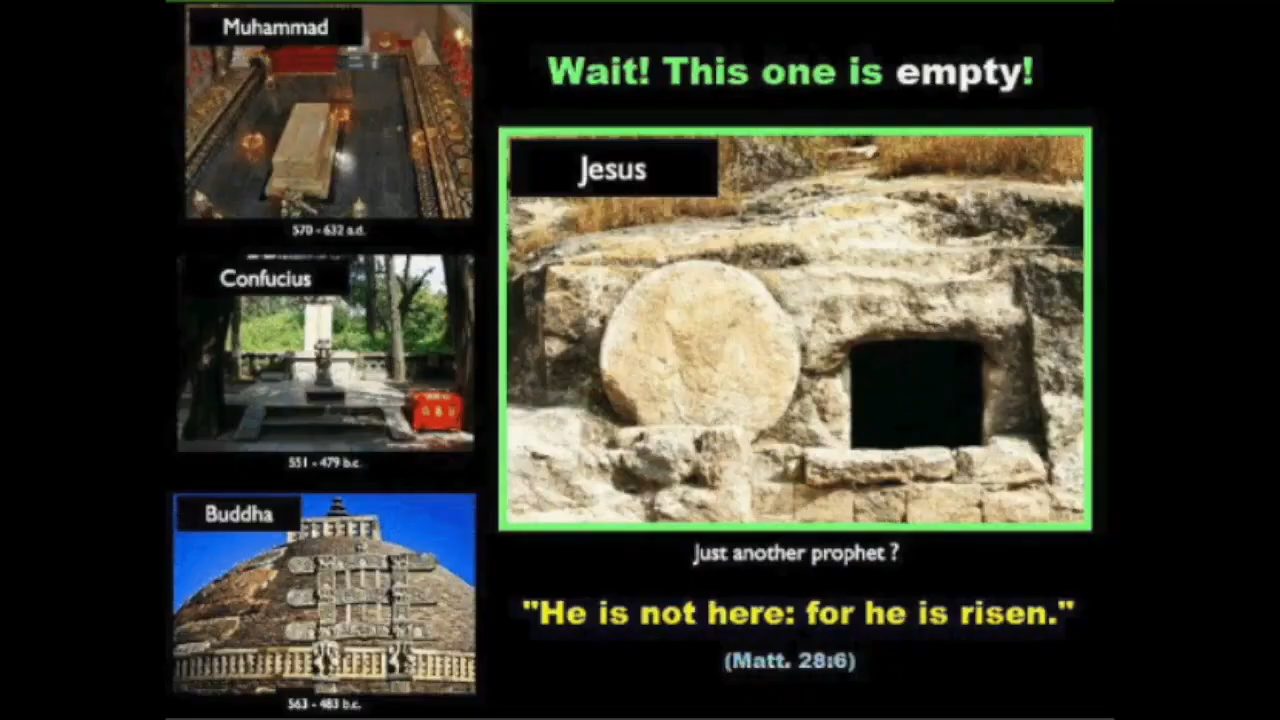 Muhammad
570 - 632 a.d.
Confucius
551 - 479 b.c.
Buddha
563 - 483 b.c.
Wait! This one is empty!
Jesus
Just another prophet ?
"He is not here: for he is risen."
(Matt. 28:6)